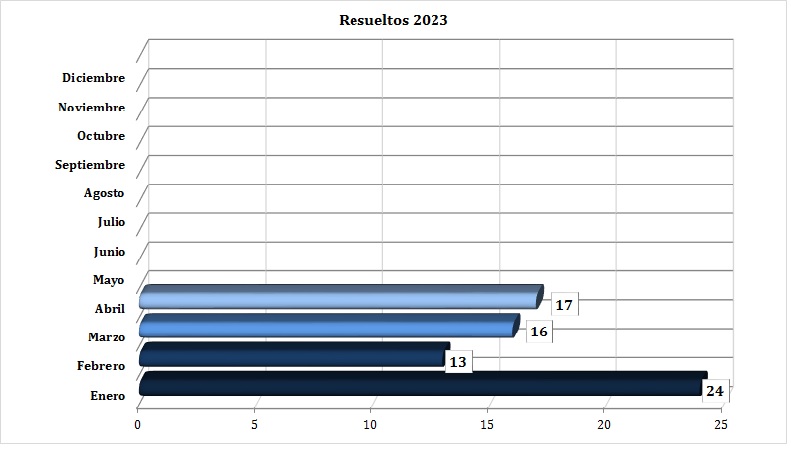 Resueltos 2023
Diciembre
Noviembre
Octubre
Septiembre
Agosto
Julio
Junio
Mayo
Abril
17
Marzo
16
Febrero
13
Enero
24
0 5 10 15 20 25